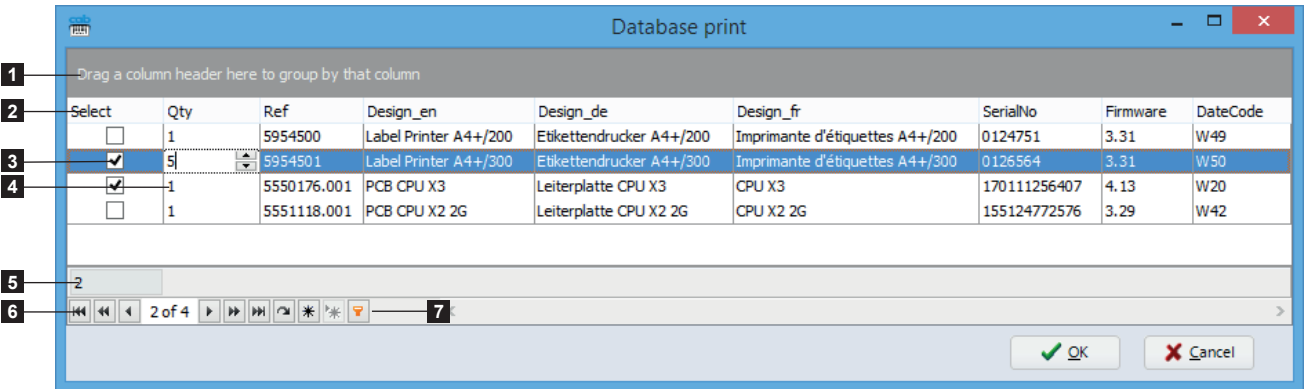 cab Database print
1 Drag a column header here to group by that column
2 Select Qty Ref Design_en Design_de Design_fr SerialNo Firmware DateCode
1 5954500 Label Printer A4+/200 Etikettendrucker A4+/200 Imprimante d'étiquettes A4+/200 0124751 3.31 W49
3 5 5954501 Label Printer A4+/300 Etikettendrucker A4+/300 Imprimante d'étiquettes A4+/300 0126564 3.31 W50
4 1 5550176.001 PCB CPU X3 Leiterplatte CPU X3 CPU X3 170111256407 4.13 W20
1 5551118.001 PCB CPU X2 2G Leiterplatte CPU X2 2G CPU X2 2G 155124772576 3.29 W42
5 2
6 2 of 4 7
OK Cancel